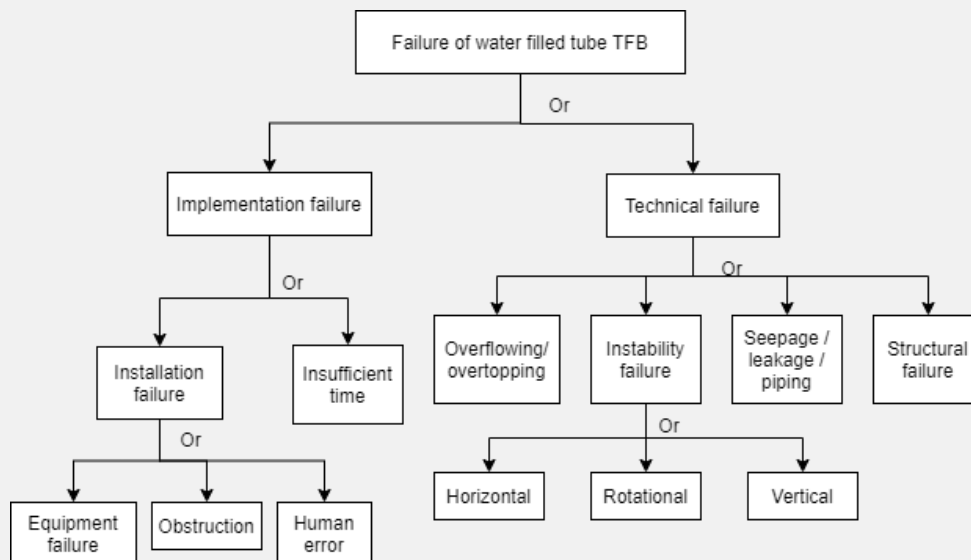 Failure of water filled tube TFB
Or
Implementation failure
Technical failure
Or
Or
Overflowing/
overtopping
Instability
failure
Seepage /
leakage /
piping
Structural
failure
Installation
failure
Insufficient
time
Or
Or
Horizontal
Rotational
Vertical
Equipment
failure
Obstruction
Human
error